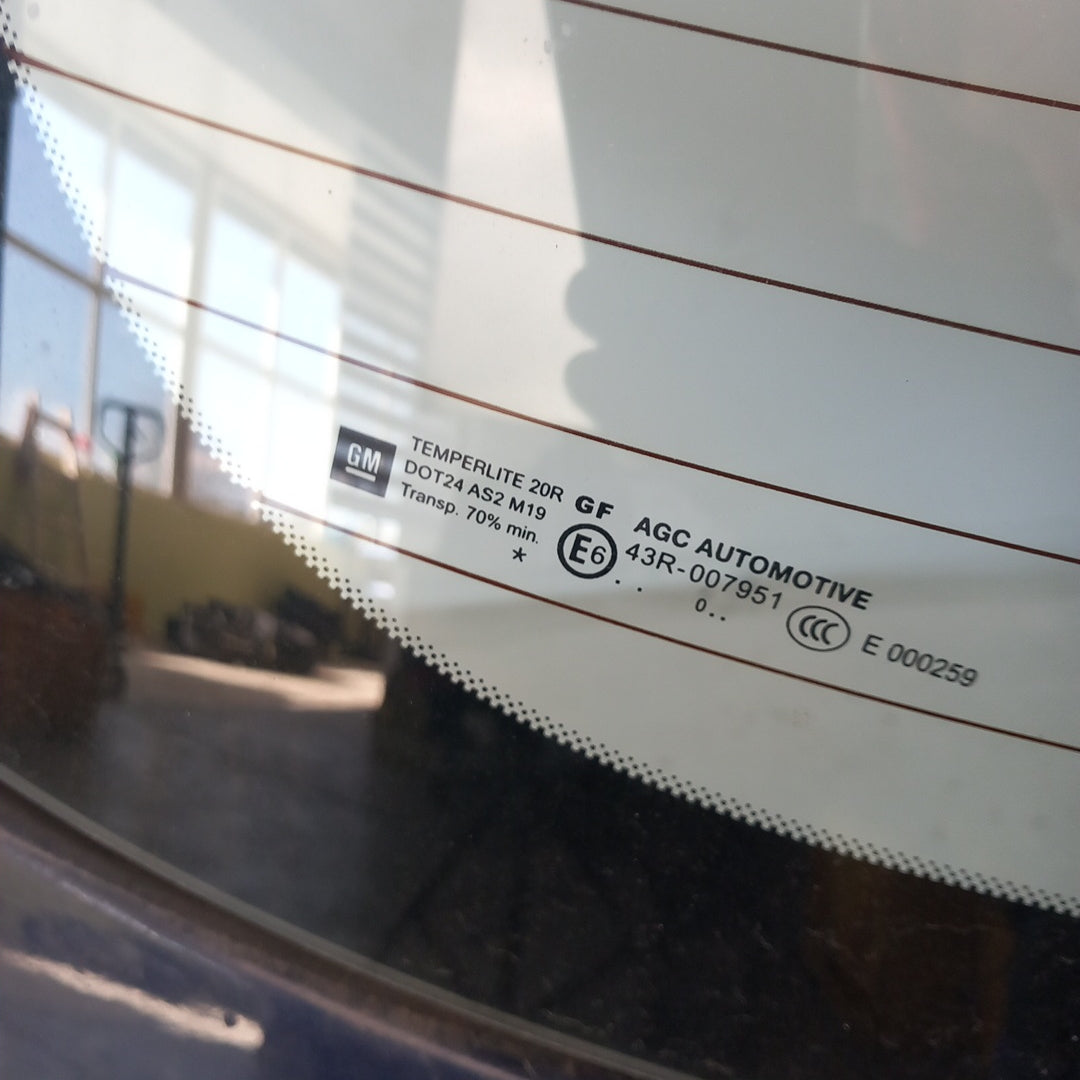 GM
TEMPERLITE 20R
DOT24 AS2 M19
Transp. 70% min.
*
GF AGC AUTOMOTIVE
E6 43R-007951
. . 0..
CCC E 000259